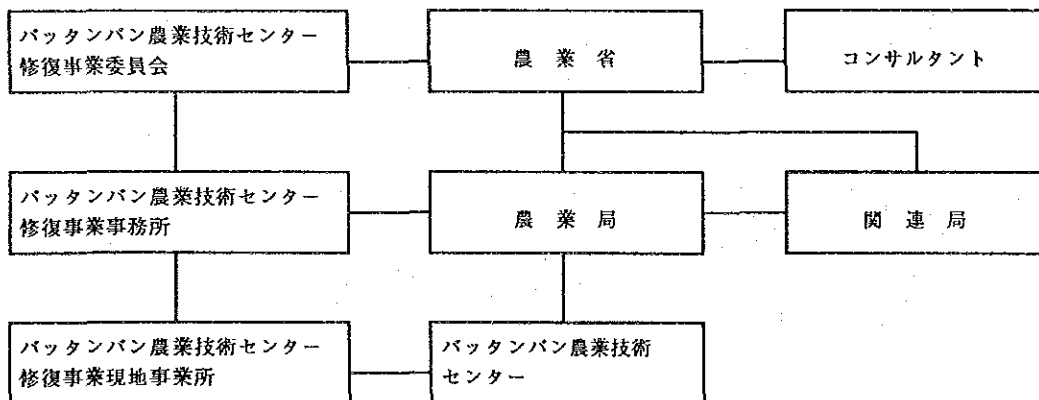 バッタンバン農業技術センター
修復事業委員会
農業省
コンサルタント
バッタンバン農業技術センター
修復事業事務所
農業局
関連局
バッタンバン農業技術センター
修復事業現地事業所
バッタンバン農業技術
センター